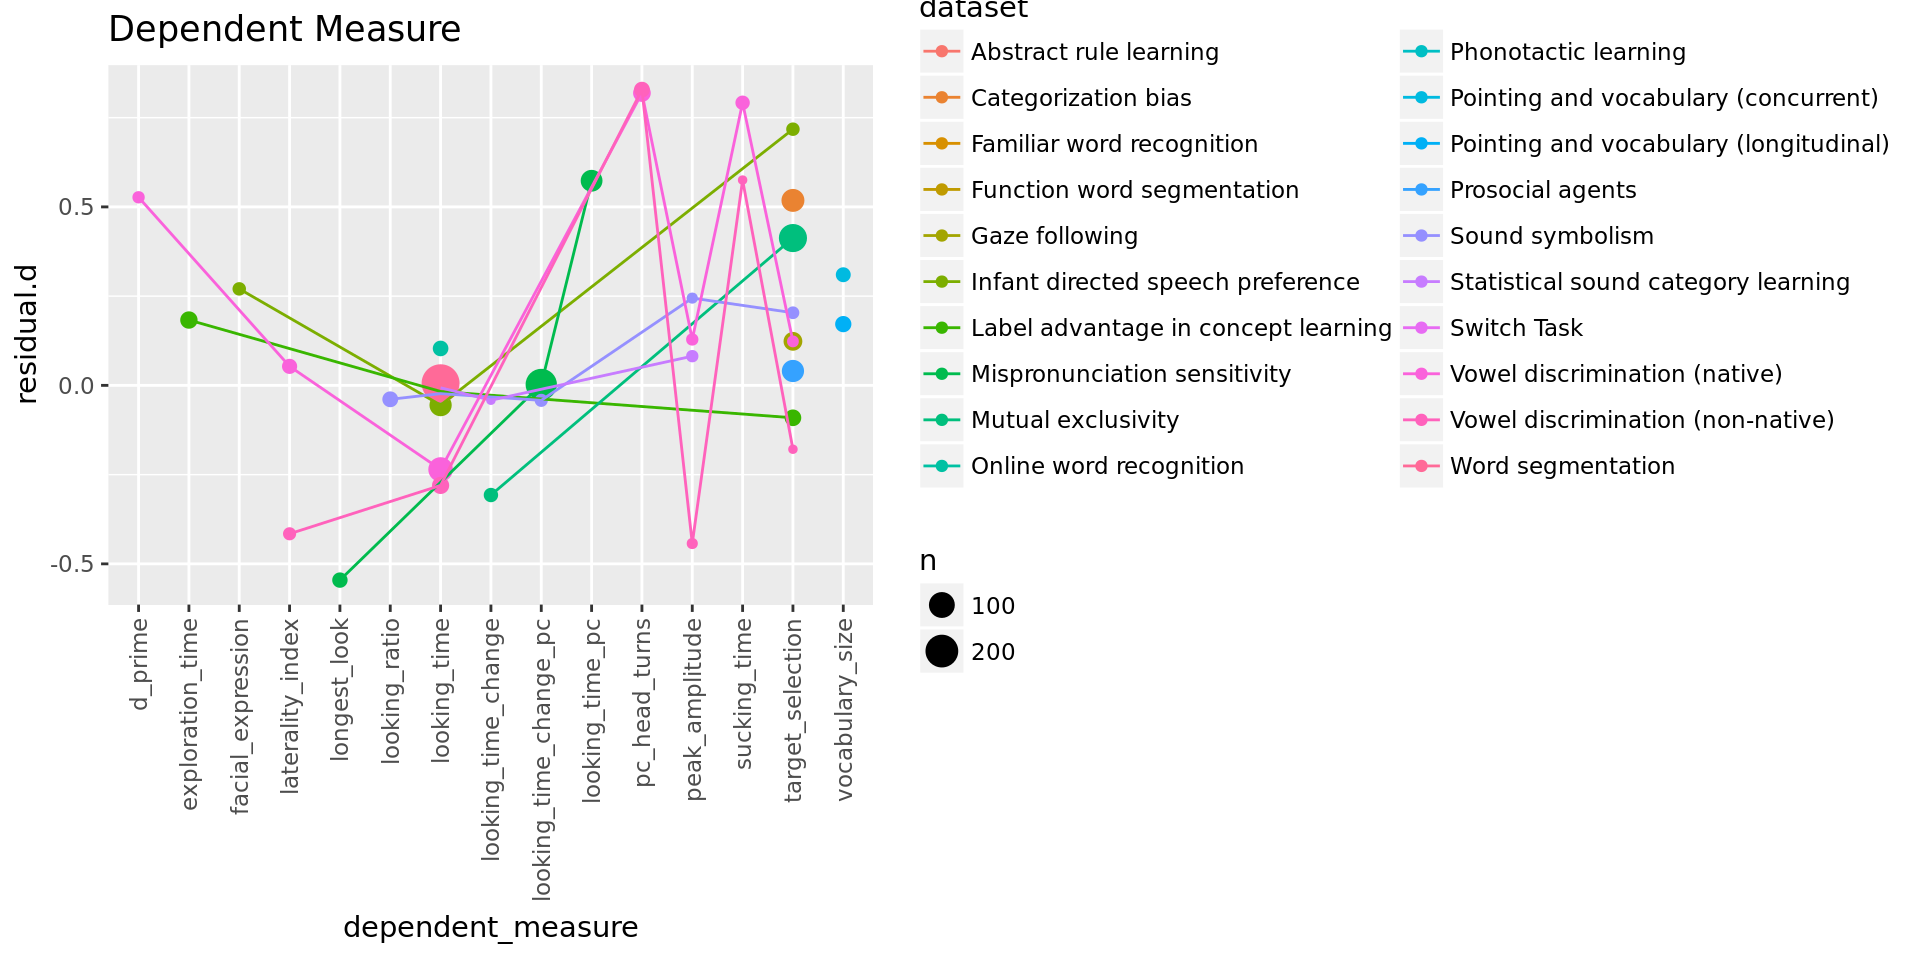 Dependent Measure
residual.d
0.5
0.0
-0.5
d_prime
exploration_time
facial_expression
laterality_index
longest_look
looking_ratio
looking_time
looking_time_change
looking_time_change_pc
looking_time_pc
pc_head_turns
peak_amplitude
sucking_time
target_selection
vocabulary_size
dependent_measure
dataset
Abstract rule learning
Categorization bias
Familiar word recognition
Function word segmentation
Gaze following
Infant directed speech preference
Label advantage in concept learning
Mispronunciation sensitivity
Mutual exclusivity
Online word recognition
Phonotactic learning
Pointing and vocabulary (concurrent)
Pointing and vocabulary (longitudinal)
Prosocial agents
Sound symbolism
Statistical sound category learning
Switch Task
Vowel discrimination (native)
Vowel discrimination (non-native)
Word segmentation
n
100
200